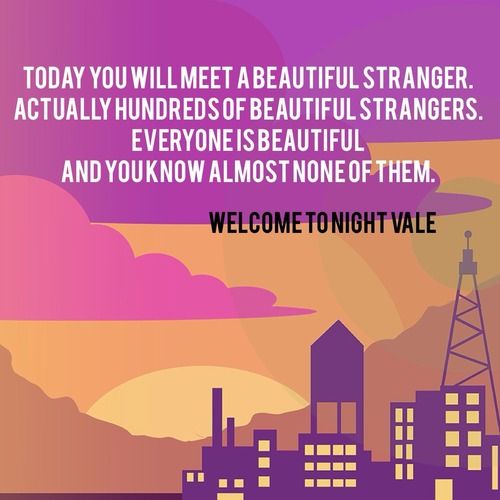 TODAY YOU WILL MEET A BEAUTIFUL STRANGER.
ACTUALLY HUNDREDS OF BEAUTIFUL STRANGERS.
EVERYONE IS BEAUTIFUL
AND YOU KNOW ALMOST NONE OF THEM.
WELCOME TO NIGHT VALE